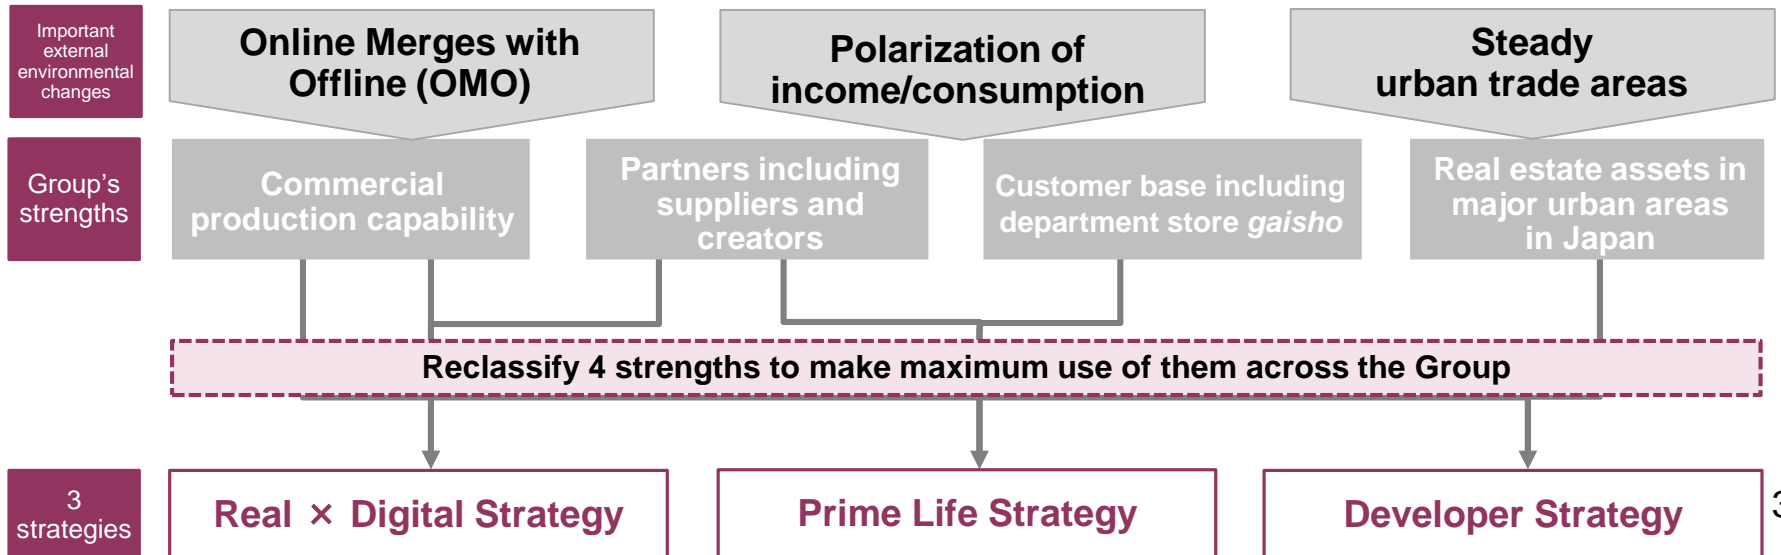 Important
external
environmental
changes
Online Merges with
Offline (OMO)
Polarization of
income/consumption
Steady
urban trade areas
Group’s
strengths
Commercial
production capability
Partners including
suppliers and
creators
Customer base including
department store gaisho
Real estate assets in
major urban areas
in Japan
Reclassify 4 strengths to make maximum use of them across the Group
3
strategies
Real × Digital Strategy
Prime Life Strategy
Developer Strategy
3